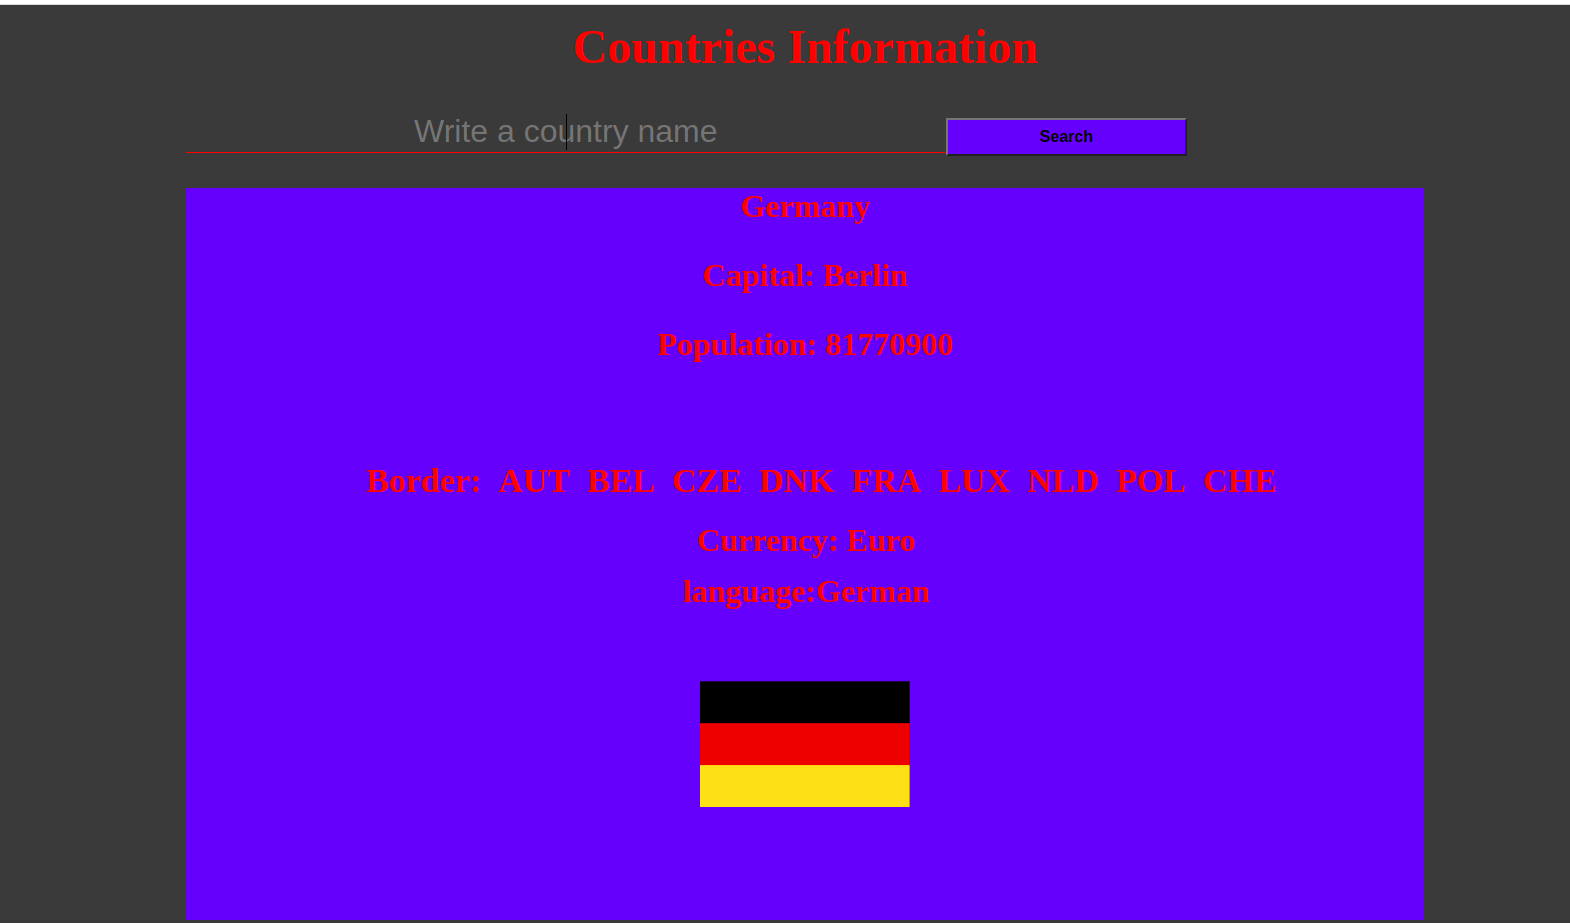 Countries Information
Write a country name
Search
Germany
Capital: Berlin
Population: 81770900
Border: AUT BEL CZE DNK FRA LUX NLD POL CHE
Currency: Euro
language:German